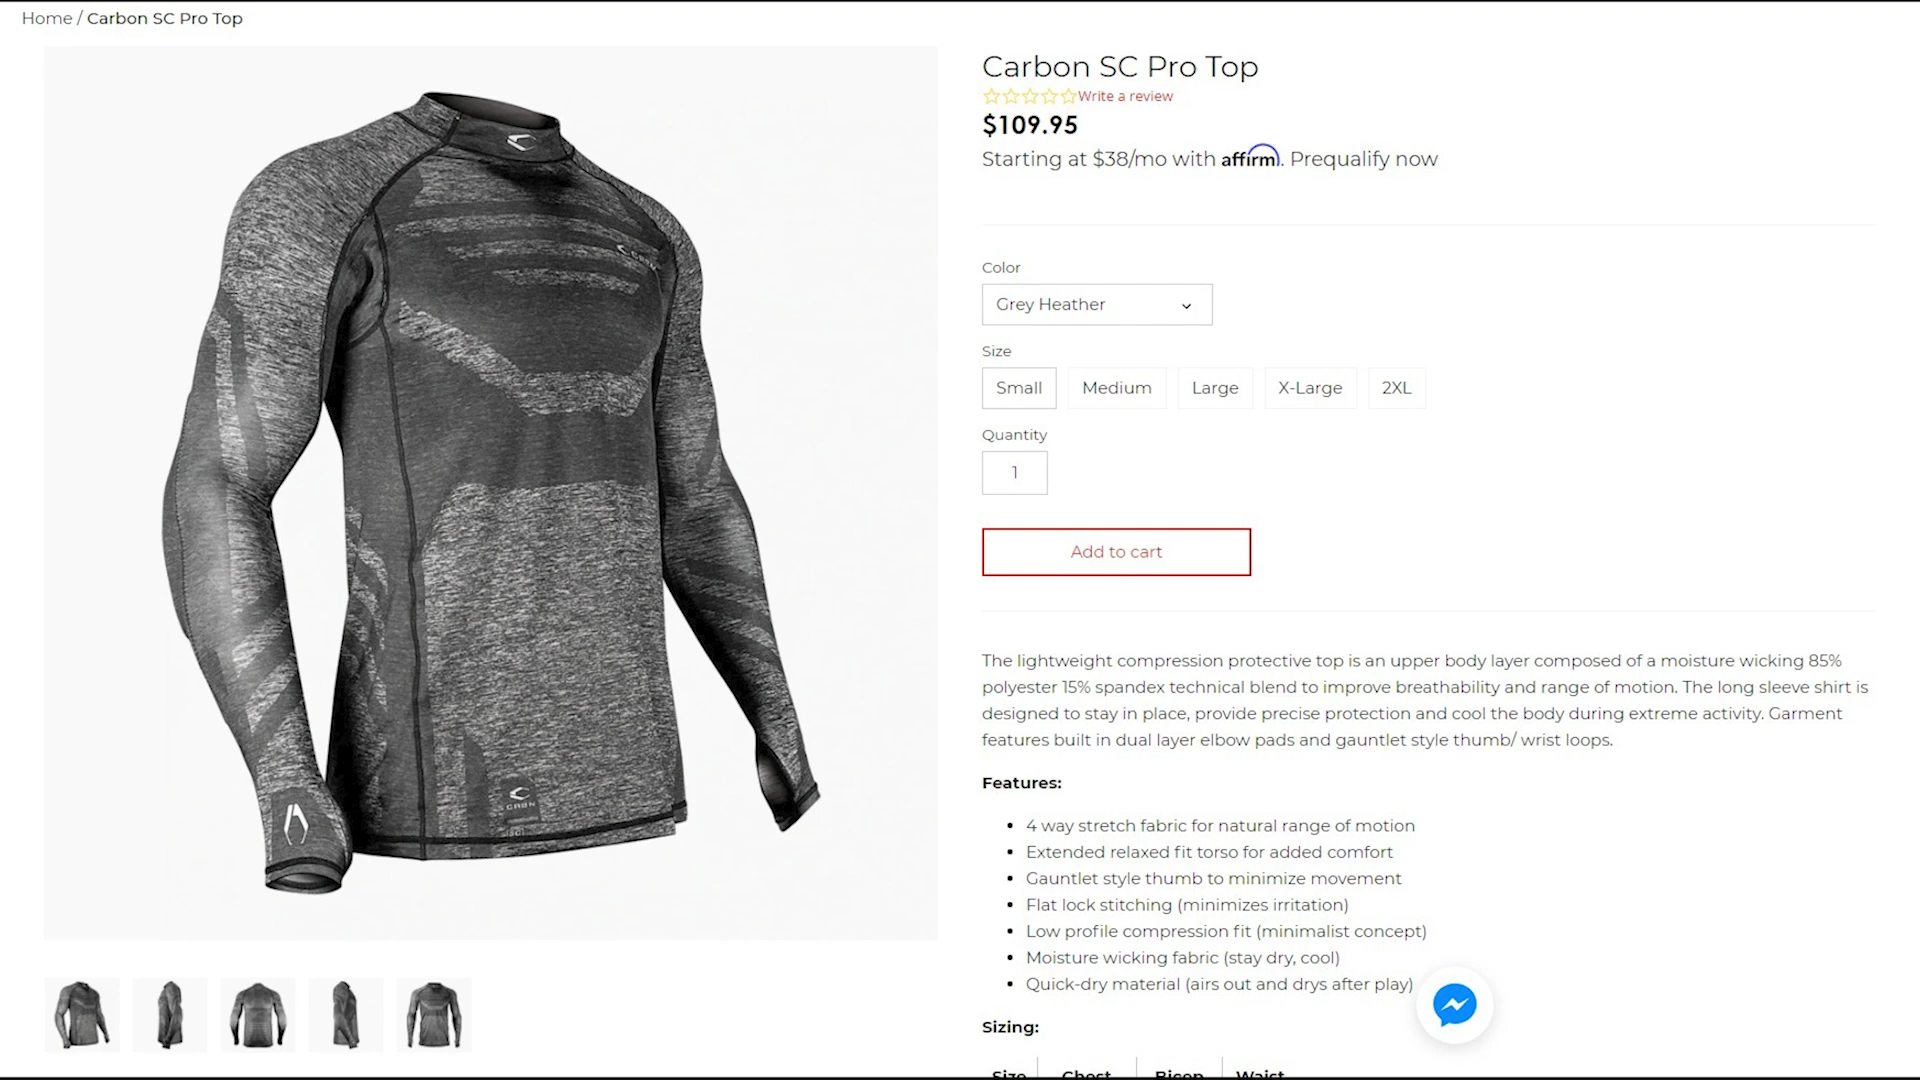 Home / Carbon SC Pro Top
Carbon SC Pro Top
Write a review
$109.95
Starting at $38/mo with affirm. Prequalify now
Color
Grey Heather
Size
Small Medium Large X-Large 2XL
Quantity
1
Add to cart
The lightweight compression protective top is an upper body layer composed of a moisture wicking 85%
polyester 15% spandex technical blend to improve breathability and range of motion. The long sleeve shirt is
designed to stay in place, provide precise protection and cool the body during extreme activity. Garment
features built in dual layer elbow pads and gauntlet style thumb/ wrist loops.
Features:
4 way stretch fabric for natural range of motion
Extended relaxed fit torso for added comfort
Gauntlet style thumb to minimize movement
Flat lock stitching (minimizes irritation)
Low profile compression fit (minimalist concept)
Moisture wicking fabric (stay dry, cool)
Quick-dry material (airs out and drys after play)
Sizing:
Size Chest Bicep Waist
CRBN